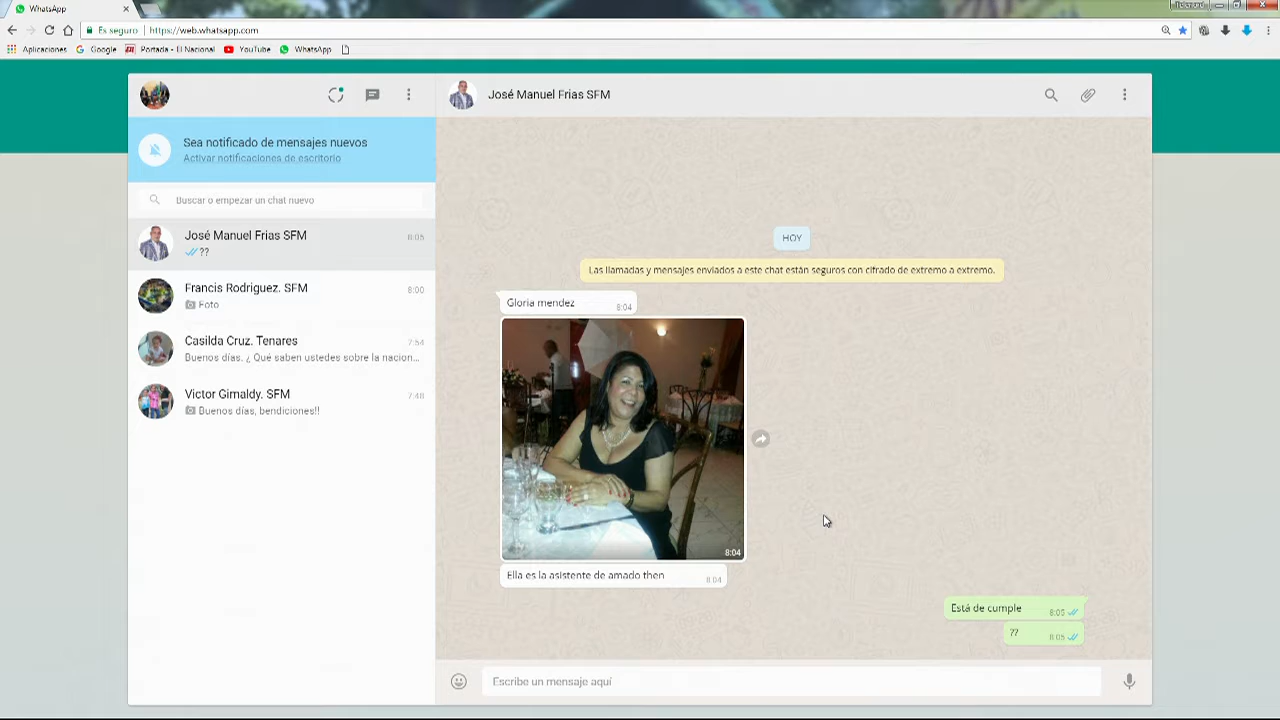 WhatsApp
Telenord
Es seguro | https://web.whatsapp.com
Aplicaciones Google Portada - El Nacional YouTube WhatsApp
José Manuel Frias SFM
Sea notificado de mensajes nuevos
Activar notificaciones de escritorio
Buscar o empezar un chat nuevo
José Manuel Frias SFM 8:05
??
Francis Rodriguez. SFM 8:00
Foto
Casilda Cruz. Tenares 7:54
Buenos días. ¿ Qué saben ustedes sobre la nacion...
Victor Gimaldy. SFM 7:48
Buenos días, bendiciones!!
HOY
Las llamadas y mensajes enviados a este chat están seguros con cifrado de extremo a extremo.
Gloria mendez 8:04
8:04
Ella es la asistente de amado then 8:04
Está de cumple 8:05
?? 8:05
Escribe un mensaje aquí